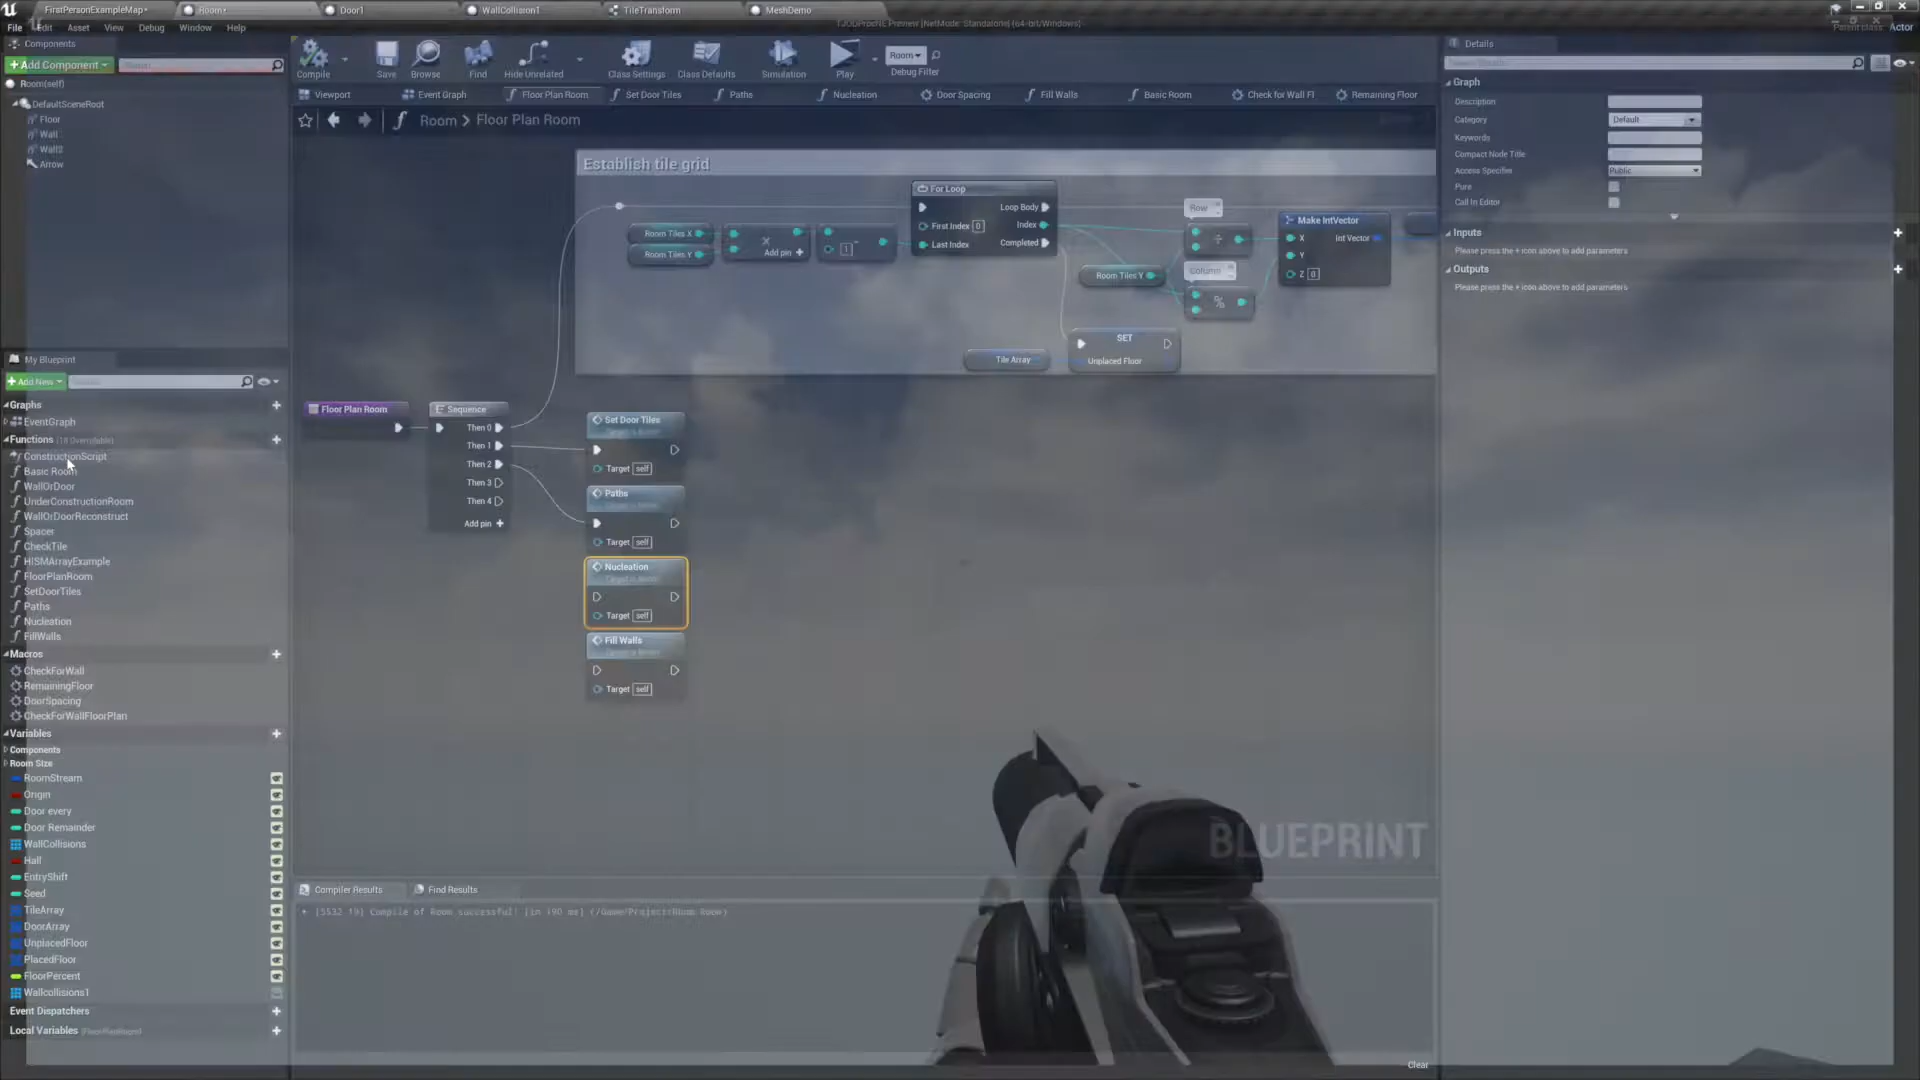 FirstPersonExampleMap*
Room*
Door1
WallCollision1
TileTransform
MeshDemo
File Edit Asset View Debug Window Help
Parent class: Actor
Components
+ Add Component
Room(self)
DefaultSceneRoot
Floor
Wall
Wall2
Arrow
Compile
Save
Browse
Find
Hide Unrelated
Class Settings
Class Defaults
Simulation
Play
Room
Debug Filter
Viewport
Event Graph
Floor Plan Room
Set Door Tiles
Paths
Nucleation
Door Spacing
Fill Walls
Basic Room
Check for Wall Fl
Remaining Floor
Room > Floor Plan Room
Establish tile grid
Room Tiles X
Room Tiles Y
Add pin +
1
For Loop
Loop Body
First Index 0
Index
Last Index
Completed
Row
Column
Room Tiles Y
÷
%
Make IntVector
X
Int Vector
Y
Z 0
Tile Array
SET
Unplaced Floor
Floor Plan Room
Sequence
Then 0
Then 1
Then 2
Then 3
Then 4
Add pin +
Set Door Tiles
Target self
Paths
Target self
Nucleation
Target self
Fill Walls
Target self
BLUEPRINT
My Blueprint
+ Add New
Graphs
EventGraph
Functions (18 Overridable)
ConstructionScript
Basic Room
WallOrDoor
UnderConstructionRoom
WallOrDoorReconstruct
Spacer
CheckTile
HISMArrayExample
FloorPlanRoom
SetDoorTiles
Paths
Nucleation
FillWalls
Macros
CheckForWall
RemainingFloor
DoorSpacing
CheckForWallFloorPlan
Variables
Components
Room Size
RoomStream
Origin
Door every
Door Remainder
WallCollisions
Hall
EntryShift
Seed
TileArray
DoorArray
UnplacedFloor
PlacedFloor
FloorPercent
Wallcollisions1
Event Dispatchers
Local Variables (FloorPlanRoom)
Compiler Results
Find Results
Clear
Details
Graph
Description
Category
Default
Keywords
Compact Node Title
Access Specifier
Public
Pure
Call In Editor
Inputs
Please press the + icon above to add parameters
Outputs
Please press the + icon above to add parameters